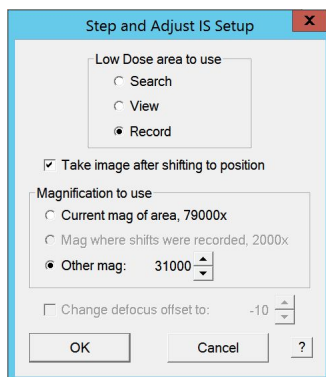 Step and Adjust IS Setup
x
Low Dose area to use
Search
View
Record
Take image after shifting to position
Magnification to use
Current mag of area, 79000x
Mag where shifts were recorded, 2000x
Other mag: 31000
Change defocus offset to: -10
OK Cancel ?